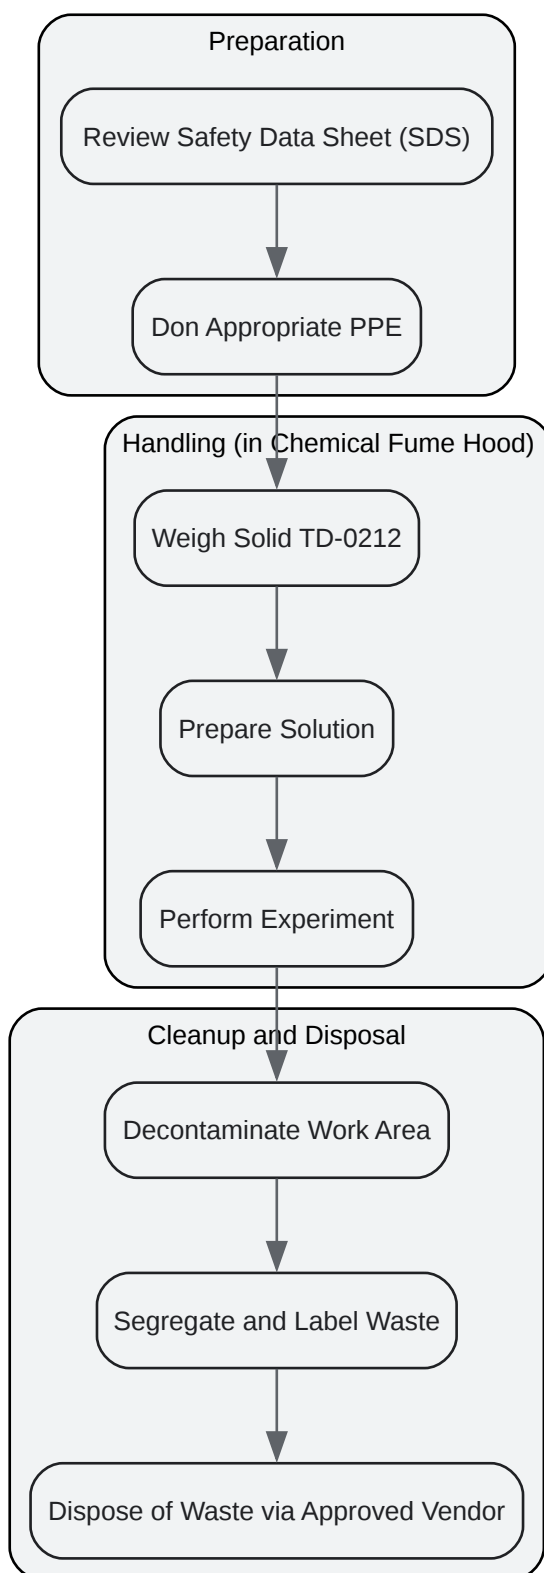 Preparation
Review Safety Data Sheet (SDS)
Don Appropriate PPE
Handling (in Chemical Fume Hood)
Weigh Solid TD-0212
Prepare Solution
Perform Experiment
Cleanup and Disposal
Decontaminate Work Area
Segregate and Label Waste
Dispose of Waste via Approved Vendor